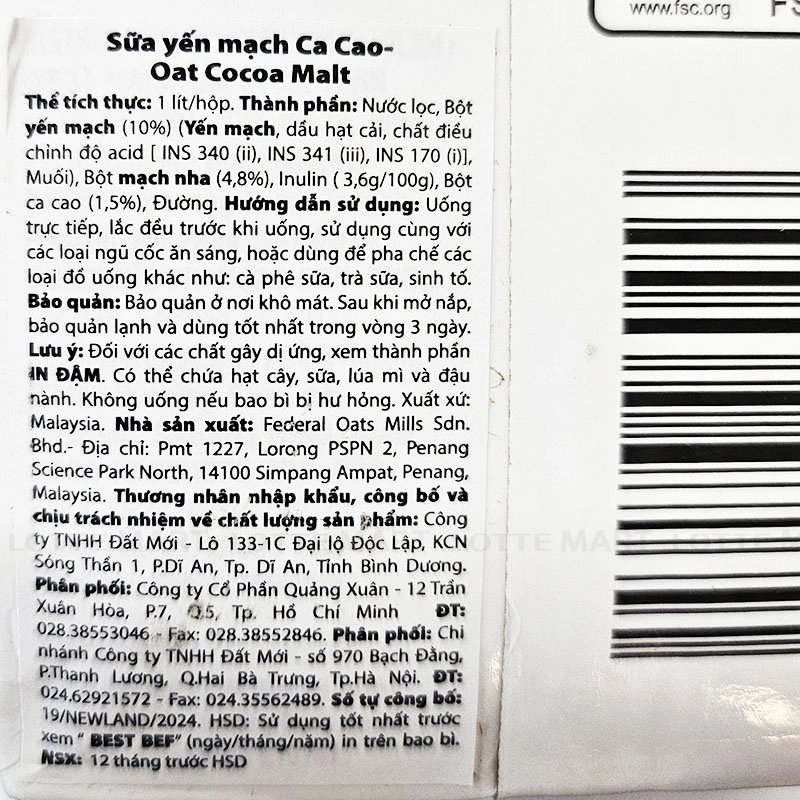 www.fsc.org FS
Sữa yến mạch Ca Cao-
Oat Cocoa Malt
Thể tích thực: 1 lít/hộp. Thành phần: Nước lọc, Bột
yến mạch (10%) (Yến mạch, dầu hạt cải, chất điều
chỉnh độ acid [ INS 340 (ii), INS 341 (iii), INS 170 (i)],
Muối), Bột mạch nha (4,8%), Inulin ( 3,6g/100g), Bột
ca cao (1,5%), Đường. Hướng dẫn sử dụng: Uống
trực tiếp, lắc đều trước khi uống, sử dụng cùng với
các loại ngũ cốc ăn sáng, hoặc dùng để pha chế các
loại đồ uống khác như: cà phê sữa, trà sữa, sinh tố.
Bảo quản: Bảo quản ở nơi khô mát. Sau khi mở nắp,
bảo quản lạnh và dùng tốt nhất trong vòng 3 ngày.
Lưu ý: Đối với các chất gây dị ứng, xem thành phần
IN ĐẬM. Có thể chứa hạt cây, sữa, lúa mì và đậu
nành. Không uống nếu bao bì bị hư hỏng. Xuất xứ:
Malaysia. Nhà sản xuất: Federal Oats Mills Sdn.
Bhd.- Địa chỉ: Pmt 1227, Lorong PSPN 2, Penang
Science Park North, 14100 Simpang Ampat, Penang,
Malaysia. Thương nhân nhập khẩu, công bố và
chịu trách nhiệm về chất lượng sản phẩm: Công
ty TNHH Đất Mới - Lô 133-1C Đại lộ Độc Lập, KCN
Sóng Thần 1, P.Dĩ An, Tp. Dĩ An, Tỉnh Bình Dương.
Phân phối: Công ty Cổ Phần Quảng Xuân - 12 Trần
Xuân Hòa, P.7, Q.5, Tp. Hồ Chí Minh ĐT:
028.38553046 - Fax: 028.38552846. Phân phối: Chi
nhánh Công ty TNHH Đất Mới - số 970 Bạch Đằng,
P.Thanh Lương, Q.Hai Bà Trưng, Tp.Hà Nội. ĐT:
024.62921572 - Fax: 024.35562489. Số tự công bố:
19/NEWLAND/2024. HSD: Sử dụng tốt nhất trước
xem " BEST BEF" (ngày/tháng/năm) in trên bao bì.
NSX: 12 tháng trước HSD
LOTTE MART